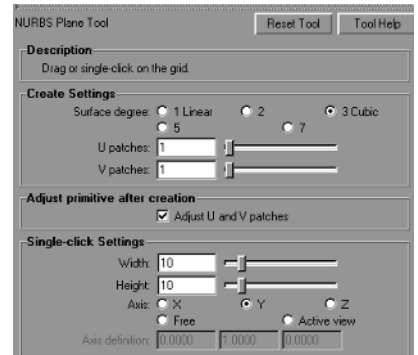 NURBS Plane Tool Reset Tool Tool Help
Description
Drag or single-click on the grid.
Create Settings
Surface degree: 1 Linear 2 3 Cubic
5 7
U patches: 1
V patches: 1
Adjust primitive after creation
Adjust U and V patches
Single-click Settings
Width: 10
Height: 10
Axis: X Y Z
Free Active view
Axis definition: 0.0000 1.0000 0.0000